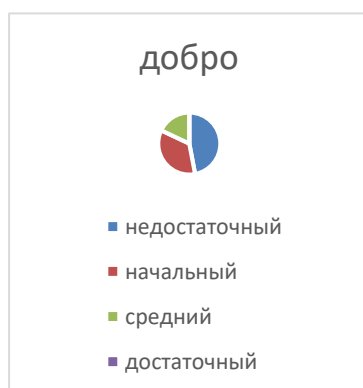 добро
недостаточный
начальный
средний
достаточный